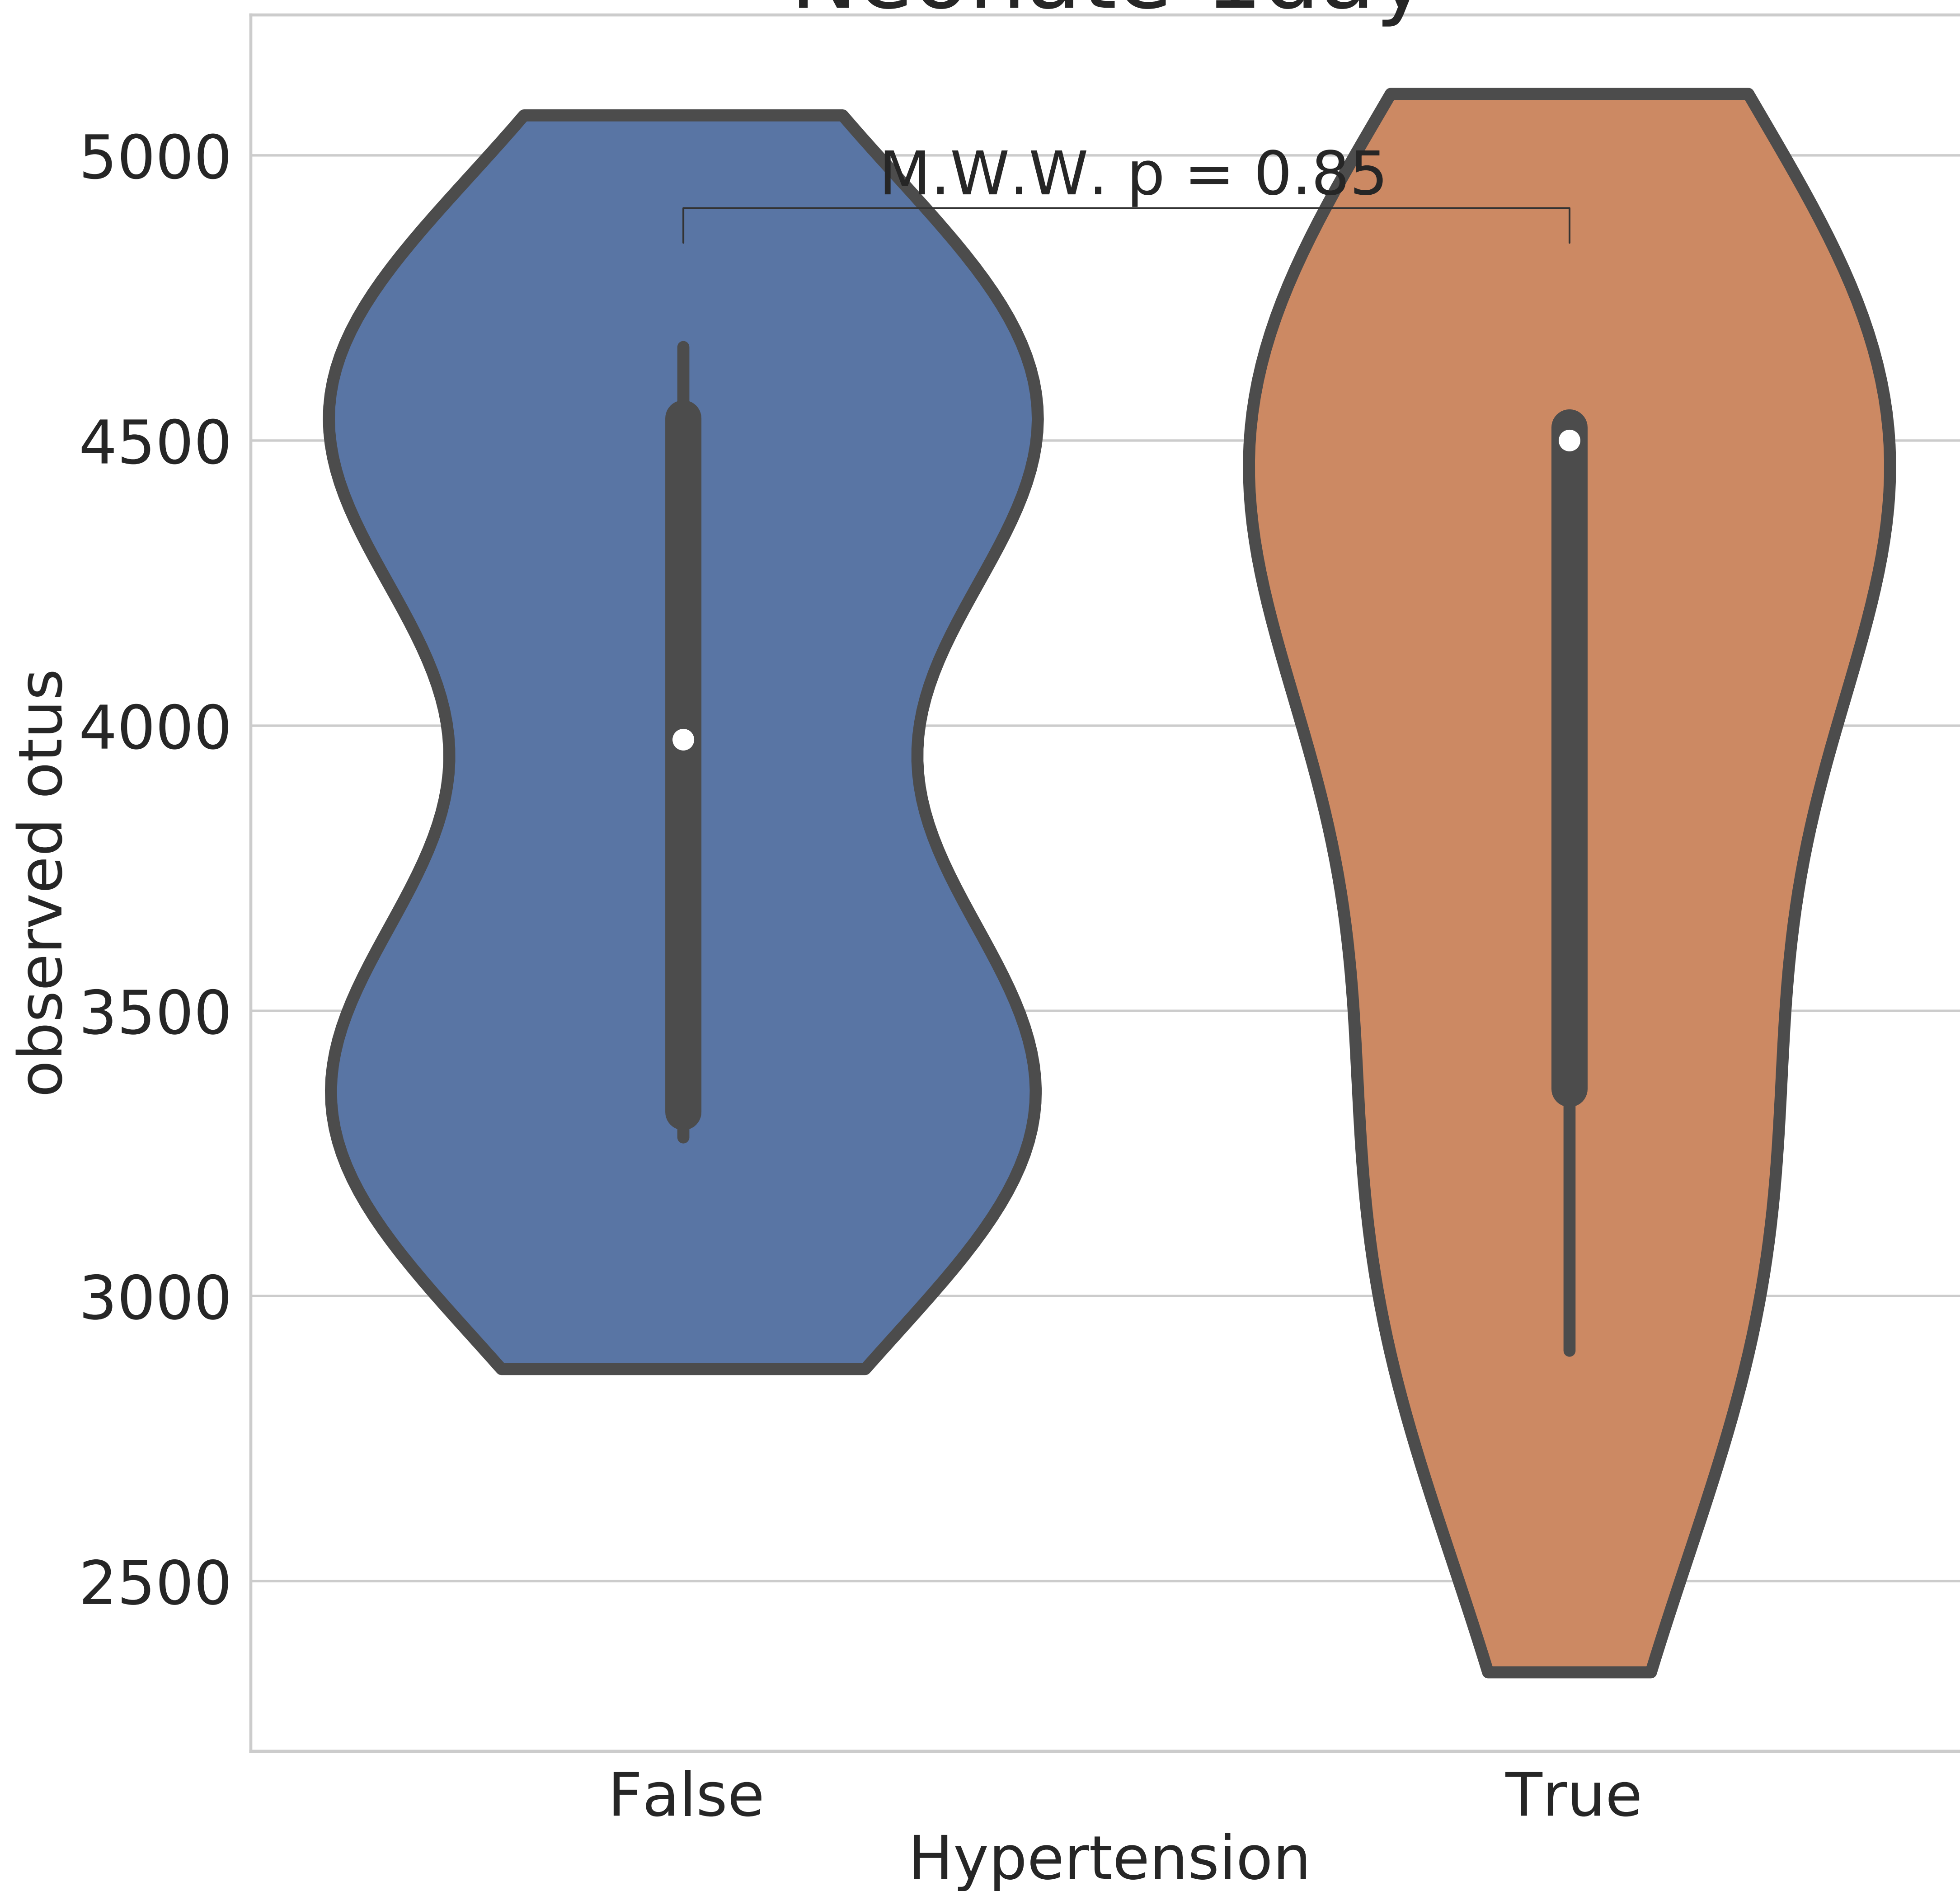 5000
M.W.W. p = 0.85
4500
4000
3500
3000
2500
observed otus
False
True
Hypertension